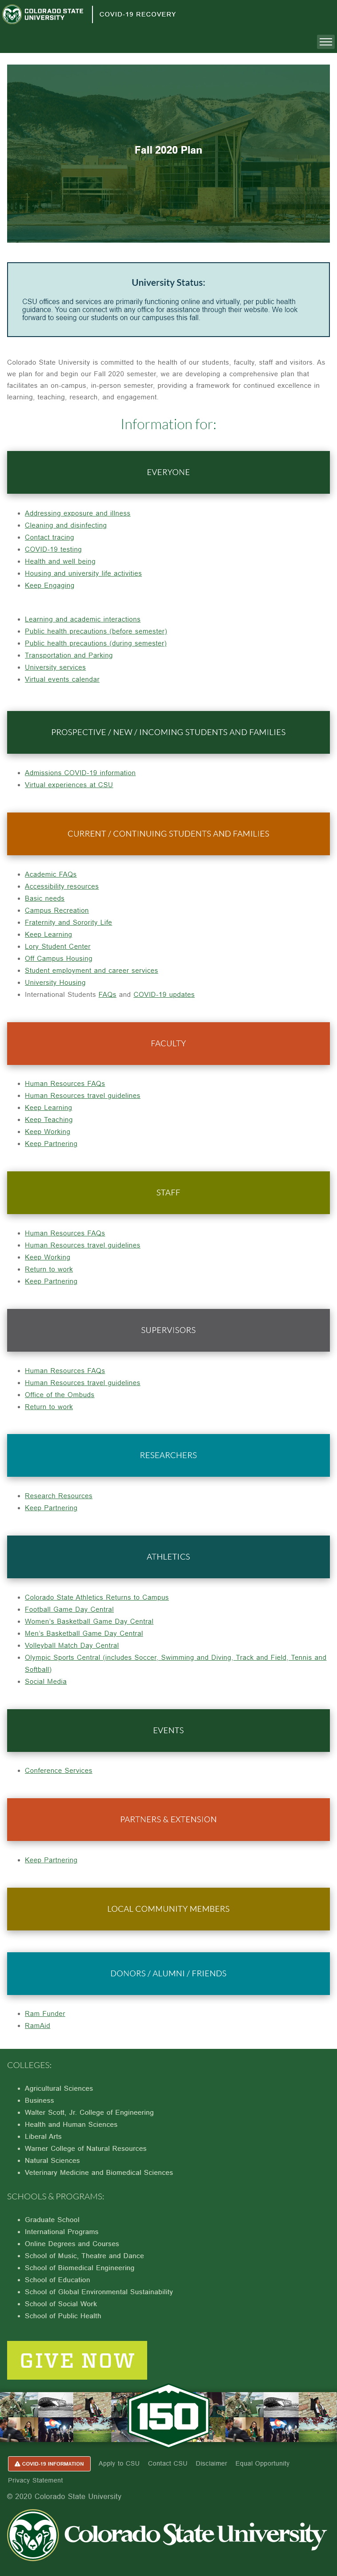 COLORADO STATE
UNIVERSITY
COVID-19 RECOVERY
Fall 2020 Plan
University Status:
CSU offices and services are primarily functioning online and virtually, per public health
guidance. You can connect with any office for assistance through their website. We look
forward to seeing our students on our campuses this fall.
Colorado State University is committed to the health of our students, faculty, staff and visitors. As
we plan for and begin our Fall 2020 semester, we are developing a comprehensive plan that
facilitates an on-campus, in-person semester, providing a framework for continued excellence in
learning, teaching, research, and engagement.
Information for:
EVERYONE
Addressing exposure and illness
Cleaning and disinfecting
Contact tracing
COVID-19 testing
Health and well being
Housing and university life activities
Keep Engaging
Learning and academic interactions
Public health precautions (before semester)
Public health precautions (during semester)
Transportation and Parking
University services
Virtual events calendar
PROSPECTIVE / NEW / INCOMING STUDENTS AND FAMILIES
Admissions COVID-19 information
Virtual experiences at CSU
CURRENT / CONTINUING STUDENTS AND FAMILIES
Academic FAQs
Accessibility resources
Basic needs
Campus Recreation
Fraternity and Sorority Life
Keep Learning
Lory Student Center
Off Campus Housing
Student employment and career services
University Housing
International Students FAQs and COVID-19 updates
FACULTY
Human Resources FAQs
Human Resources travel guidelines
Keep Learning
Keep Teaching
Keep Working
Keep Partnering
STAFF
Human Resources FAQs
Human Resources travel guidelines
Keep Working
Return to work
Keep Partnering
SUPERVISORS
Human Resources FAQs
Human Resources travel guidelines
Office of the Ombuds
Return to work
RESEARCHERS
Research Resources
Keep Partnering
ATHLETICS
Colorado State Athletics Returns to Campus
Football Game Day Central
Women's Basketball Game Day Central
Men's Basketball Game Day Central
Volleyball Match Day Central
Olympic Sports Central (includes Soccer, Swimming and Diving, Track and Field, Tennis and
Softball)
Social Media
EVENTS
Conference Services
PARTNERS & EXTENSION
Keep Partnering
LOCAL COMMUNITY MEMBERS
DONORS / ALUMNI / FRIENDS
Ram Funder
RamAid
COLLEGES:
Agricultural Sciences
Business
Walter Scott, Jr. College of Engineering
Health and Human Sciences
Liberal Arts
Warner College of Natural Resources
Natural Sciences
Veterinary Medicine and Biomedical Sciences
SCHOOLS & PROGRAMS:
Graduate School
International Programs
Online Degrees and Courses
School of Music, Theatre and Dance
School of Biomedical Engineering
School of Education
School of Global Environmental Sustainability
School of Social Work
School of Public Health
GIVE NOW
150
COVID-19 INFORMATION Apply to CSU Contact CSU Disclaimer Equal Opportunity
Privacy Statement
© 2020 Colorado State University
Colorado State University